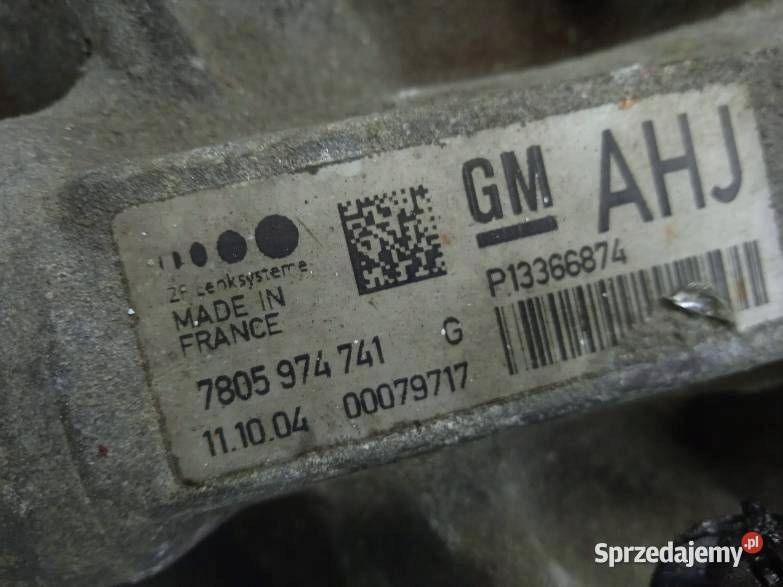 GM AHJ
P13366874
ZF Lenksysteme
MADE IN
FRANCE
7805 974 741 G
11.10.04 00079717
Sprzedajemy.pl